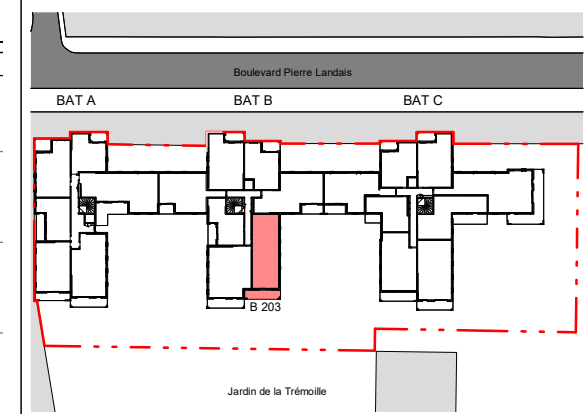 Boulevard Pierre Landais
BAT A
BAT B
BAT C
B 203
Jardin de la Trémoille